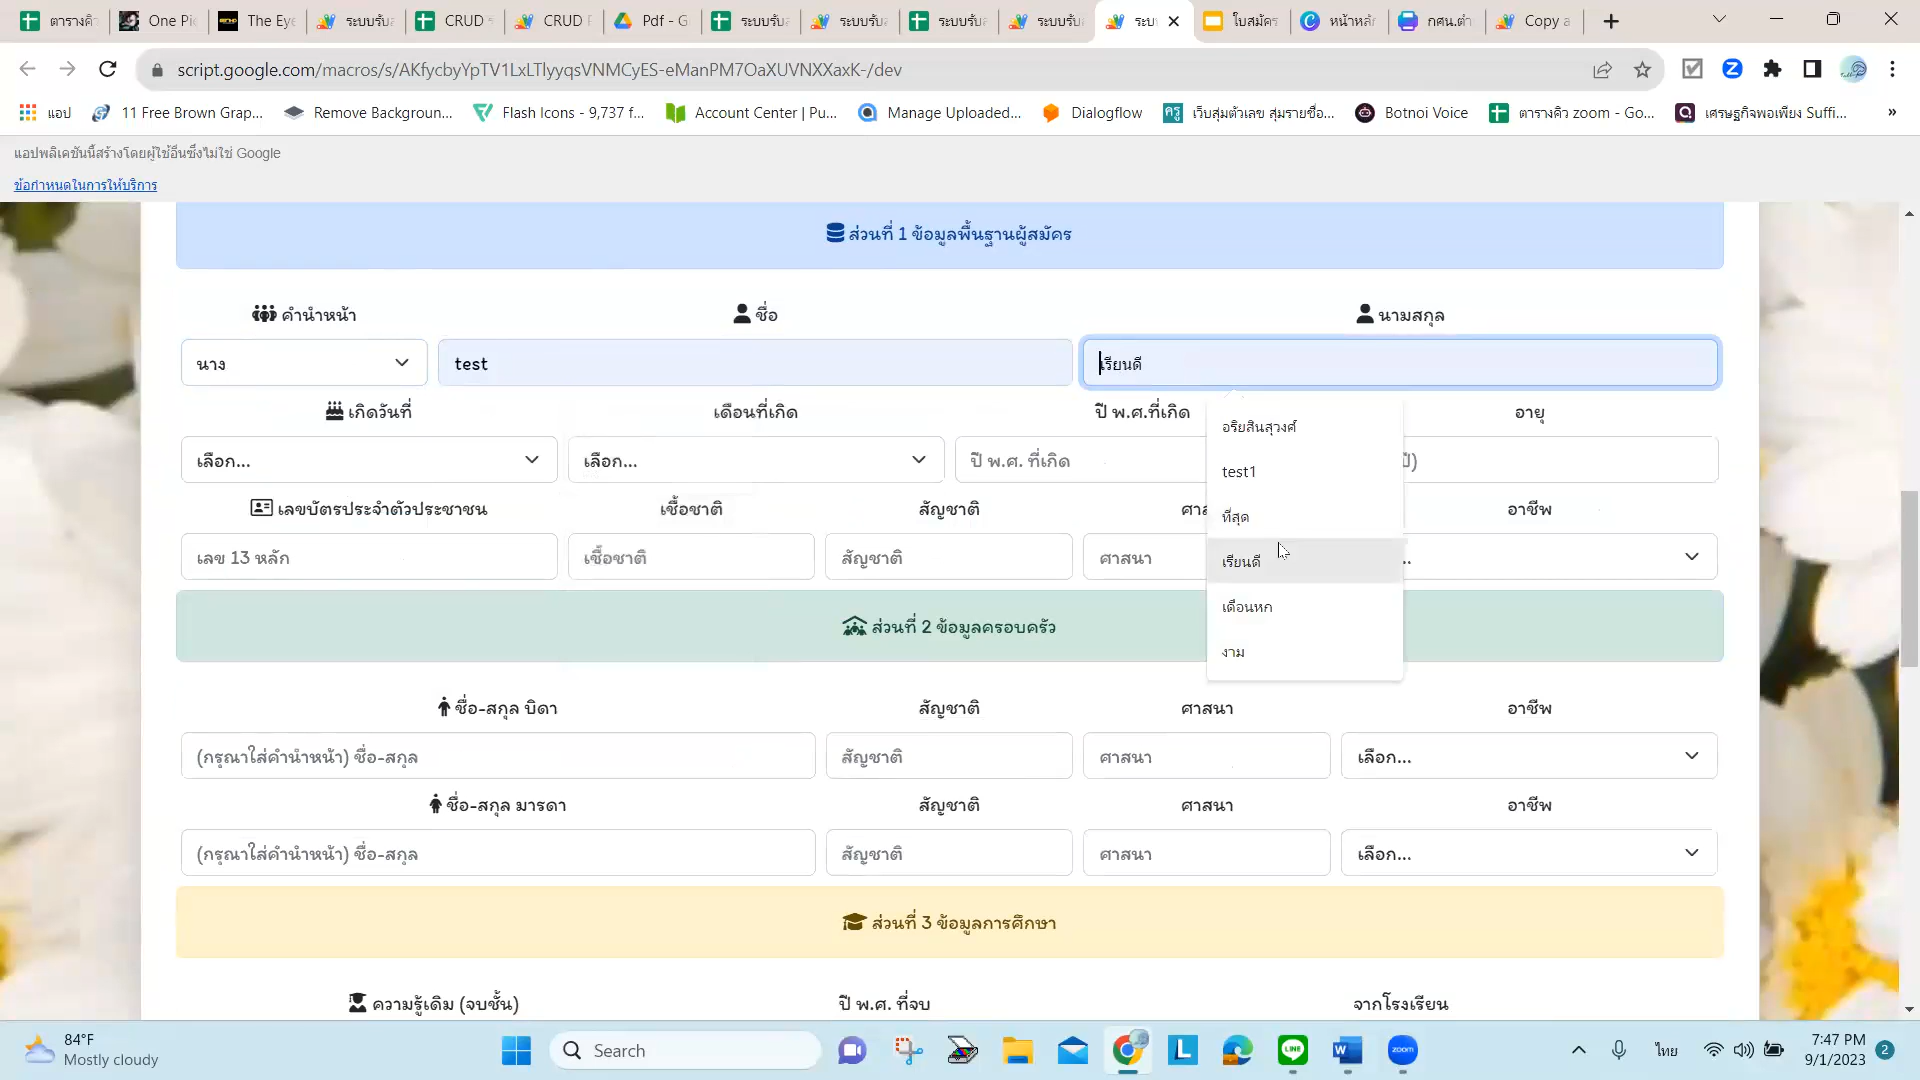 ตารางคิว
One Pie
The Eye
ระบบรับส
CRUD ร
CRUD F
Pdf - G
ระบบรับส
ระบบรับส
ระบบรับส
ระบบรับส
ระบบ
ใบสมัคร
หน้าหลัก
กศน.ตำ
Copy a
script.google.com/macros/s/AKfycbyYpTV1LxLTlyyqsVNMCyES-eManPM7OaXUVNXXaxK-/dev
แอป
11 Free Brown Grap...
Remove Backgroun...
Flash Icons - 9,737 f...
Account Center | Pu...
Manage Uploaded...
Dialogflow
ครู
เว็บสุ่มตัวเลข สุ่มรายชื่อ...
Botnoi Voice
ตารางคิว zoom - Go...
เศรษฐกิจพอเพียง Suffi...
»
แอปพลิเคชันนี้สร้างโดยผู้ใช้อื่นซึ่งไม่ใช่ Google
ข้อกำหนดในการให้บริการ
ส่วนที่ 1 ข้อมูลพื้นฐานผู้สมัคร
คำนำหน้า
ชื่อ
นามสกุล
นาง
test
เรียนดี
เกิดวันที่
เดือนที่เกิด
ปี พ.ศ.ที่เกิด
อายุ
เลือก...
เลือก...
ปี พ.ศ. ที่เกิด
ปี)
อริยสินสุวงศ์
test1
ที่สุด
เรียนดี
เดือนหก
งาม
เลขบัตรประจำตัวประชาชน
เชื้อชาติ
สัญชาติ
ศาส
อาชีพ
เลข 13 หลัก
เชื้อชาติ
สัญชาติ
ศาสนา
..
ส่วนที่ 2 ข้อมูลครอบครัว
ชื่อ-สกุล บิดา
สัญชาติ
ศาสนา
อาชีพ
(กรุณาใส่คำนำหน้า) ชื่อ-สกุล
สัญชาติ
ศาสนา
เลือก...
ชื่อ-สกุล มารดา
สัญชาติ
ศาสนา
อาชีพ
(กรุณาใส่คำนำหน้า) ชื่อ-สกุล
สัญชาติ
ศาสนา
เลือก...
ส่วนที่ 3 ข้อมูลการศึกษา
ความรู้เดิม (จบชั้น)
ปี พ.ศ. ที่จบ
จากโรงเรียน
84°F
Mostly cloudy
Search
L
LINE
W
zoom
ไทย
7:47 PM
9/1/2023
2